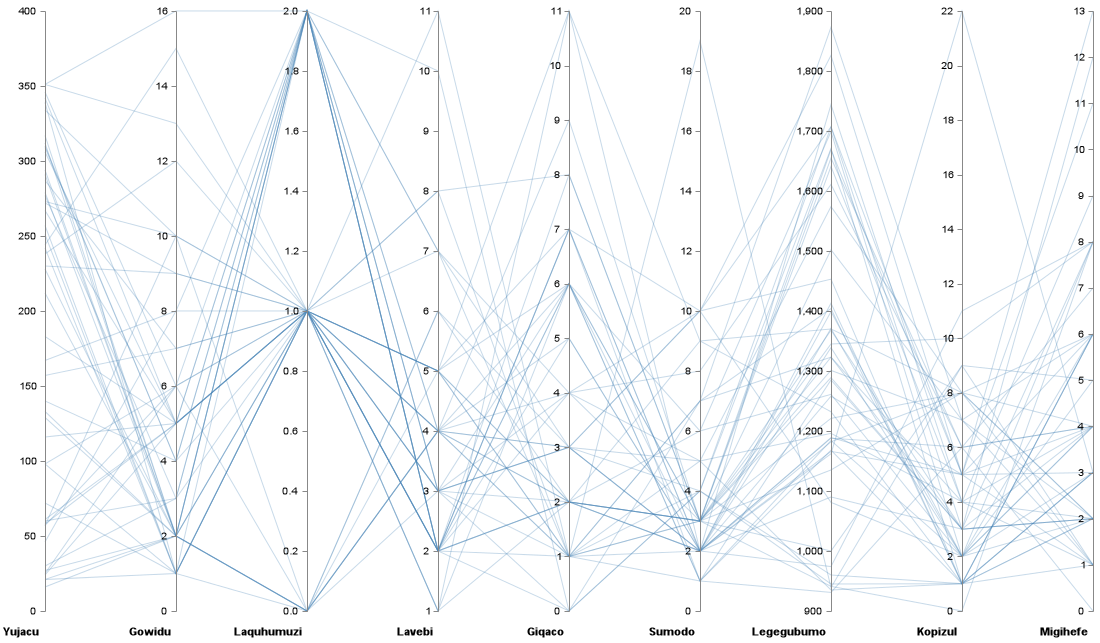 400 16 2.0 11 11 20 1,900 22 13
350 14 1.8 10 10 18 1,800 20 12
300 12 1.6 9 9 16 1,700 18 11
250 10 1.4 8 8 14 1,600 16 10
200 8 1.2 7 7 12 1,500 14 9
150 6 1.0 6 6 10 1,400 12 8
100 4 0.8 5 5 8 1,300 10 7
50 2 0.6 4 4 6 1,200 8 6
0 0 0.4 3 3 4 1,100 6 5
0.2 2 2 2 1,000 4 4
0.0 1 1 0 900 2 3
0 0 2
1
0
Yujacu Gowidu Laquhumuzi Lavebi Giqaco Sumodo Legegubumo Kopizul Migihefe